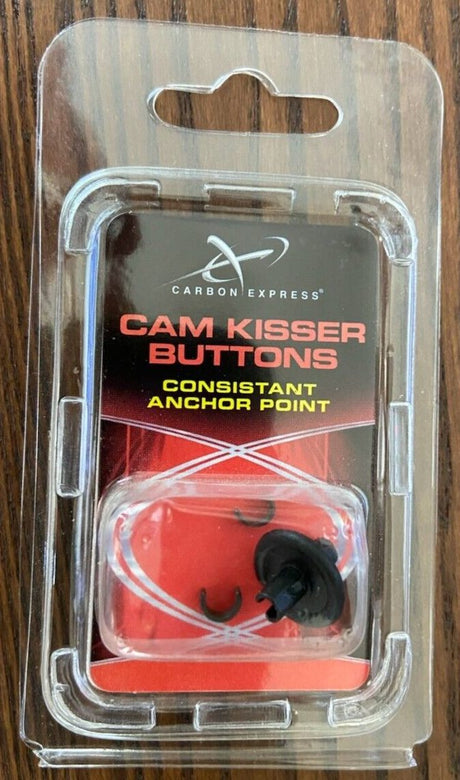 CARBON EXPRESS®
CAM KISSER
BUTTONS
CONSISTANT
ANCHOR POINT